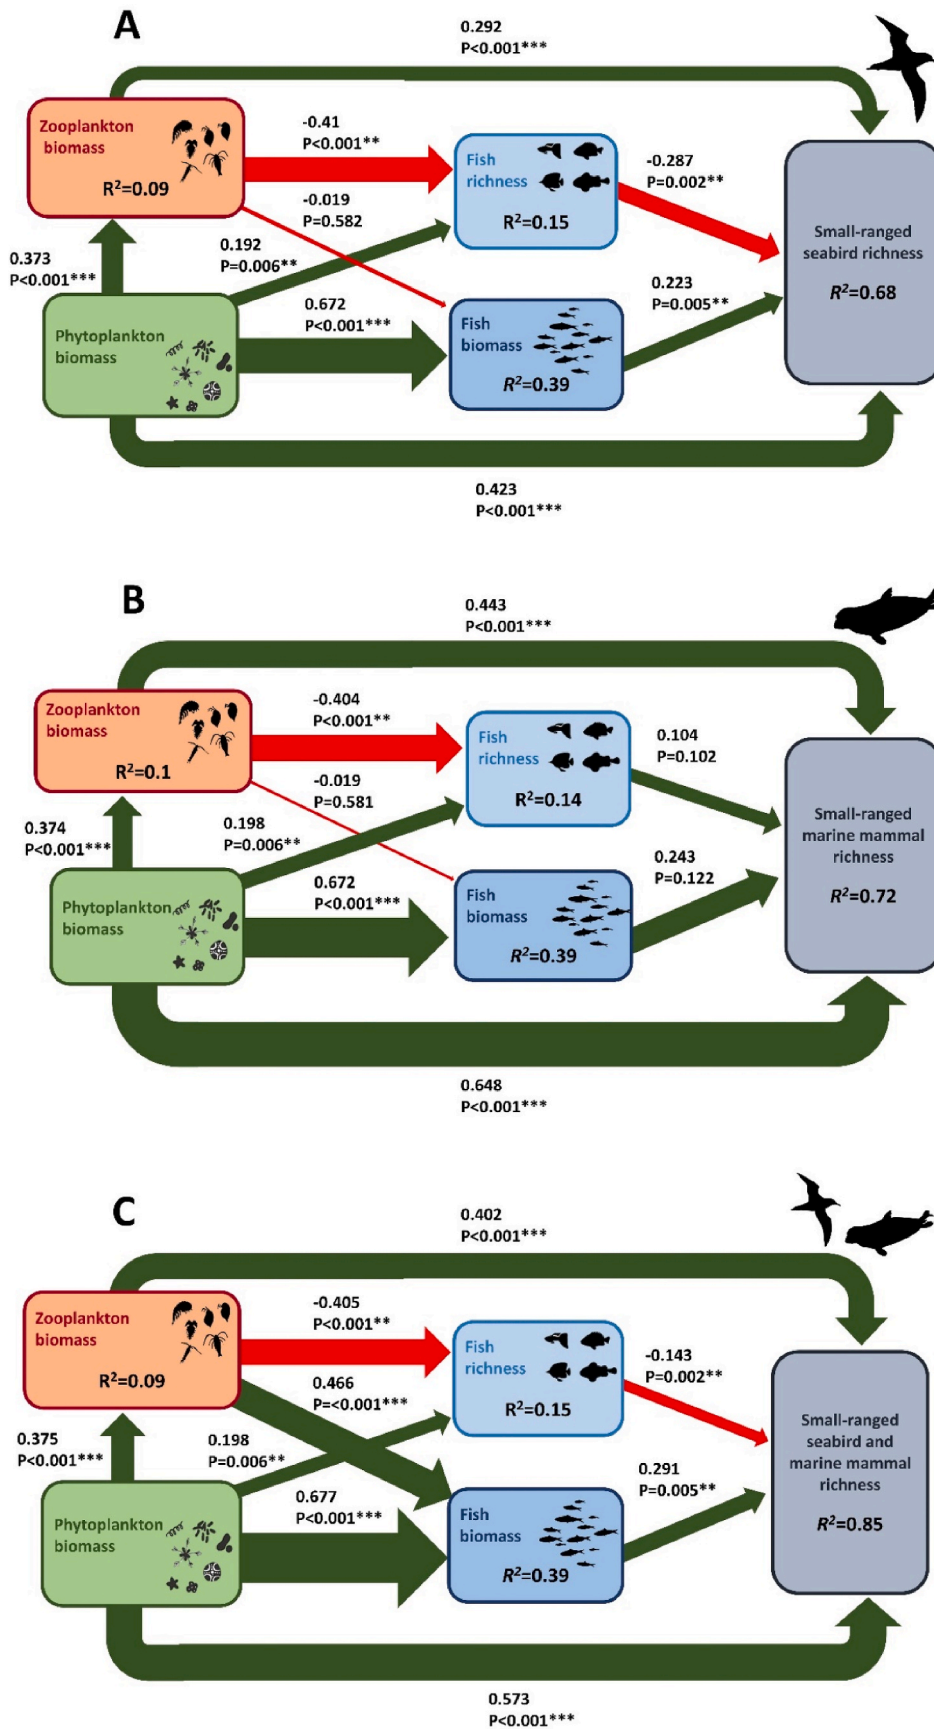 A
0.292
P<0.001***
Zooplankton
biomass
R²=0.09
-0.41
P<0.001**
Fish
richness
R²=0.15
-0.287
P=0.002**
-0.019
P=0.582
Small-ranged
seabird richness
R²=0.68
0.373
P<0.001***
0.192
P=0.006**
0.223
P=0.005**
Phytoplankton
biomass
0.672
P<0.001***
Fish
biomass
R²=0.39
0.423
P<0.001***
B
0.443
P<0.001***
Zooplankton
biomass
R²=0.1
-0.404
P<0.001**
Fish
richness
R²=0.14
0.104
P=0.102
-0.019
P=0.581
Small-ranged
marine mammal
richness
R²=0.72
0.374
P<0.001***
0.198
P=0.006**
0.243
P=0.122
Phytoplankton
biomass
0.672
P<0.001***
Fish
biomass
R²=0.39
0.648
P<0.001***
C
0.402
P<0.001***
Zooplankton
biomass
R²=0.09
-0.405
P<0.001**
Fish
richness
R²=0.15
-0.143
P=0.002**
0.466
P=<0.001***
Small-ranged
seabird and
marine mammal
richness
R²=0.85
0.375
P<0.001***
0.198
P=0.006**
0.291
P=0.005**
Phytoplankton
biomass
0.677
P<0.001***
Fish
biomass
R²=0.39
0.573
P<0.001***